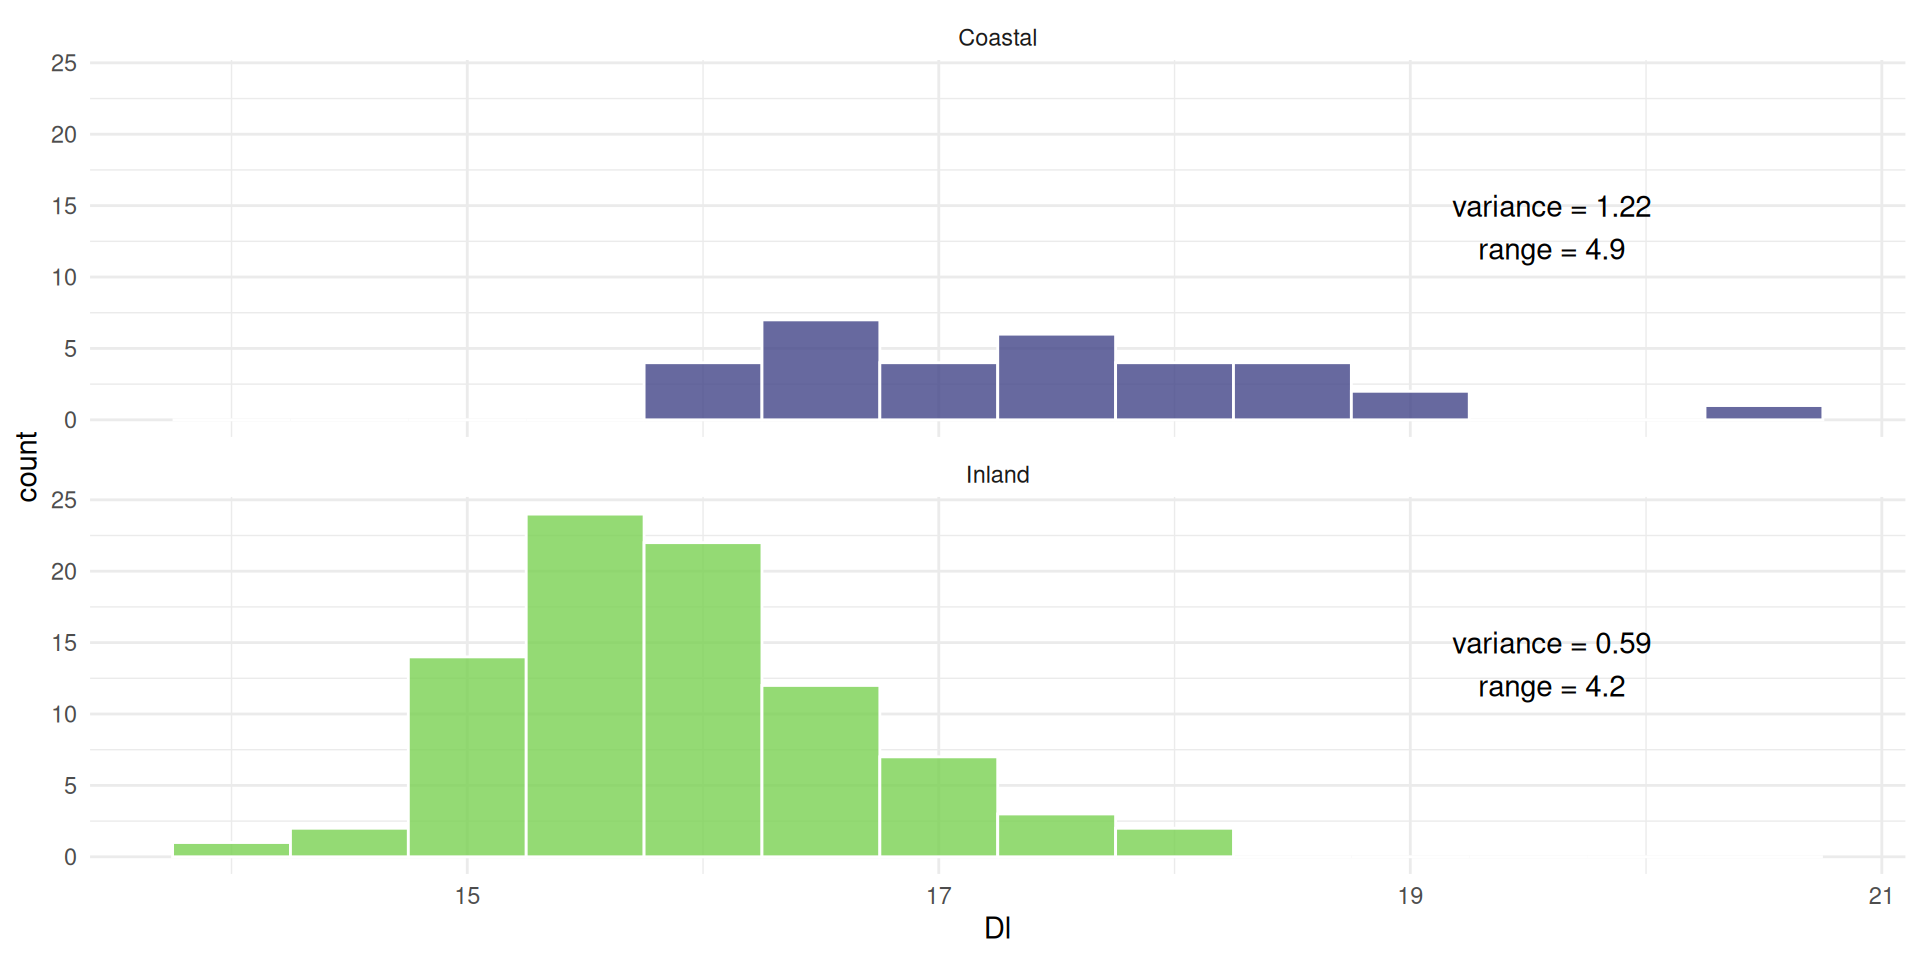 Coastal
25
20
15
10
5
0
variance = 1.22
range = 4.9
count
Inland
25
20
15
10
5
0
variance = 0.59
range = 4.2
15 17 19 21
DI